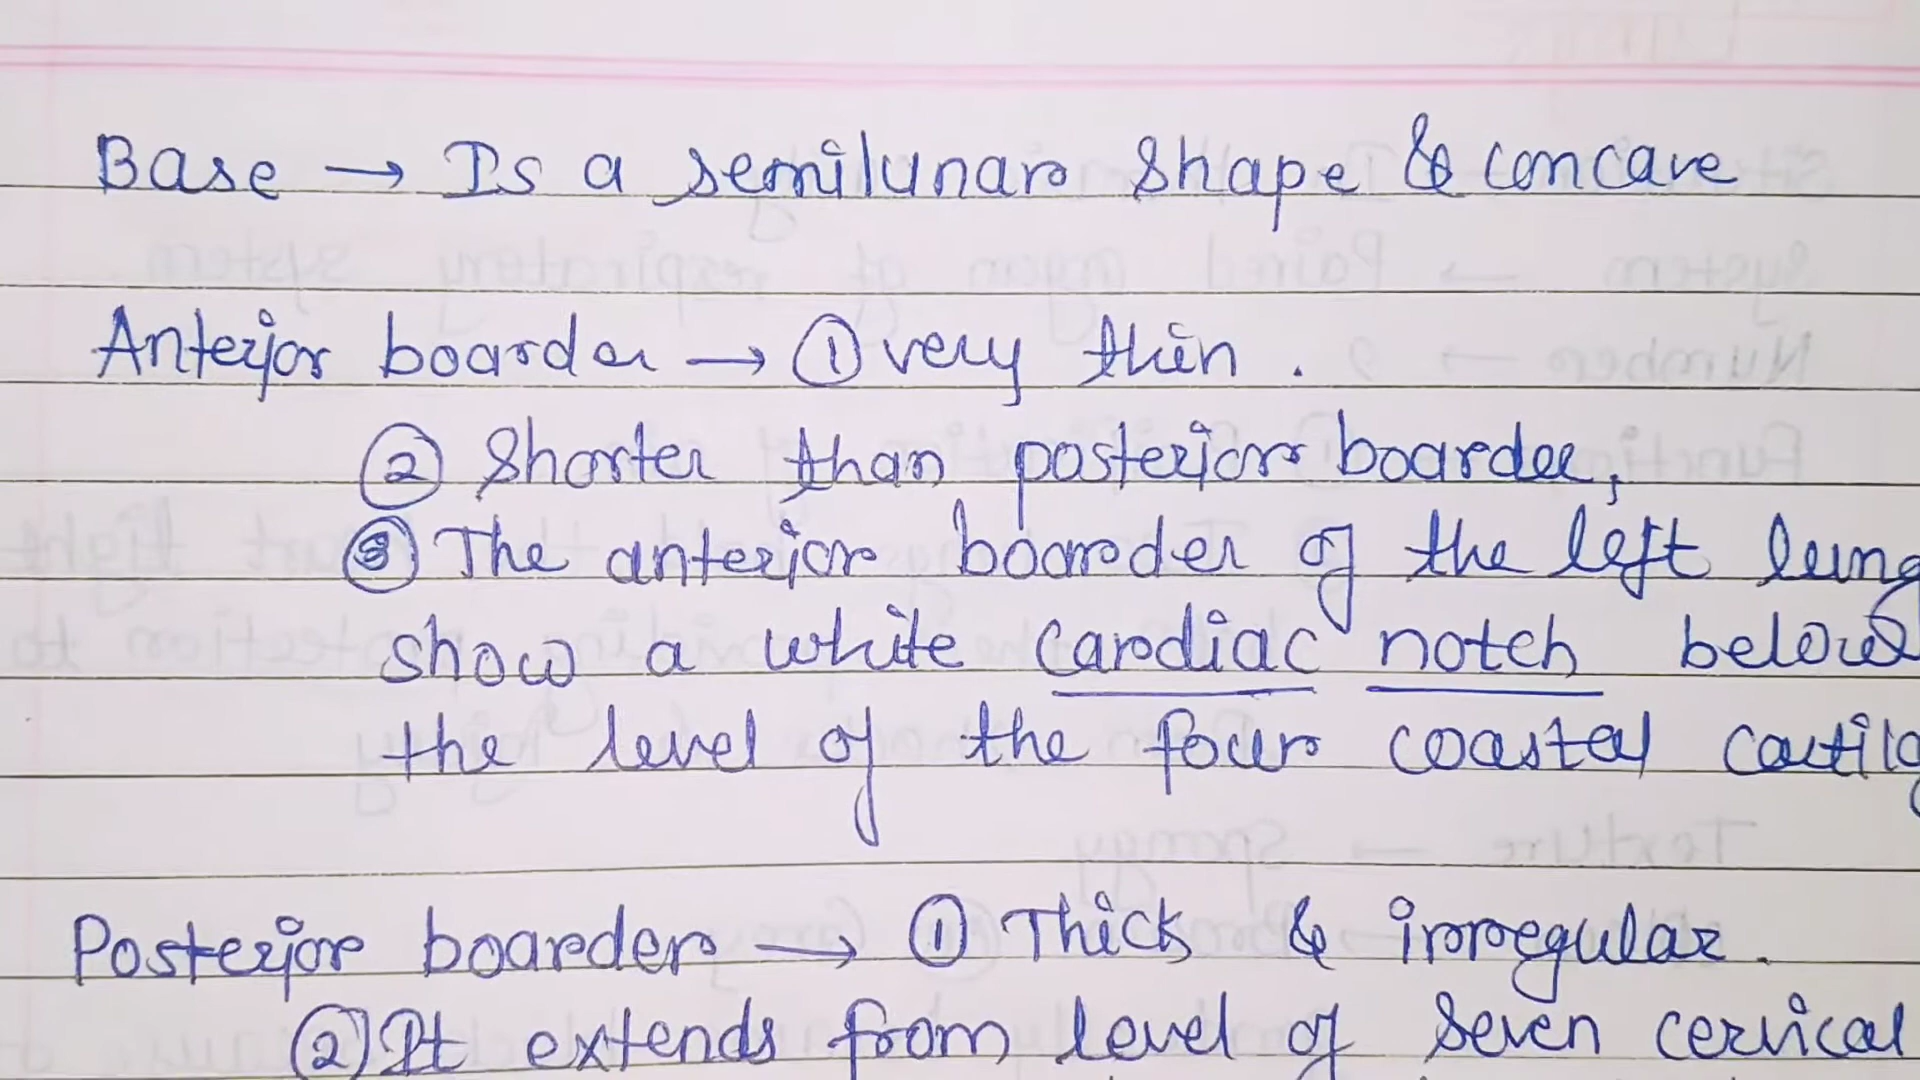 Base → Is a semilunar shape & concave
Anterior boarder → ① very thin .
② Shorter than posterior boarder,
③ The anterior boarder of the left lung
show a white cardiac notch below
the level of the four coastal cartilg
Posterior boarder → ① Thick & irregular .
② It extends from level of seven cervical